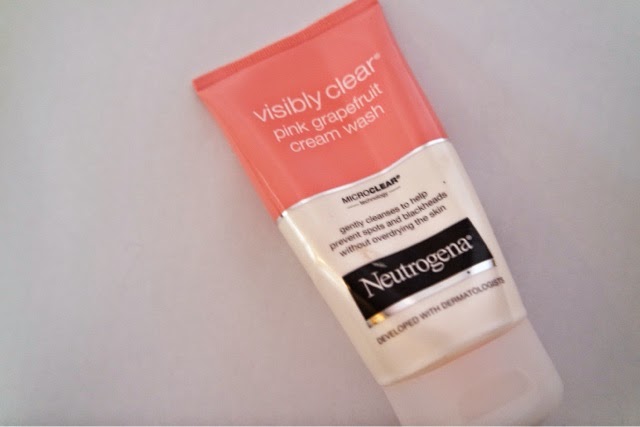 visibly clear®
pink grapefruit
cream wash
MICROCLEAR®
technology
gently cleanses to help
prevent spots and blackheads
without overdrying the skin
Neutrogena®
DEVELOPED WITH DERMATOLOGISTS